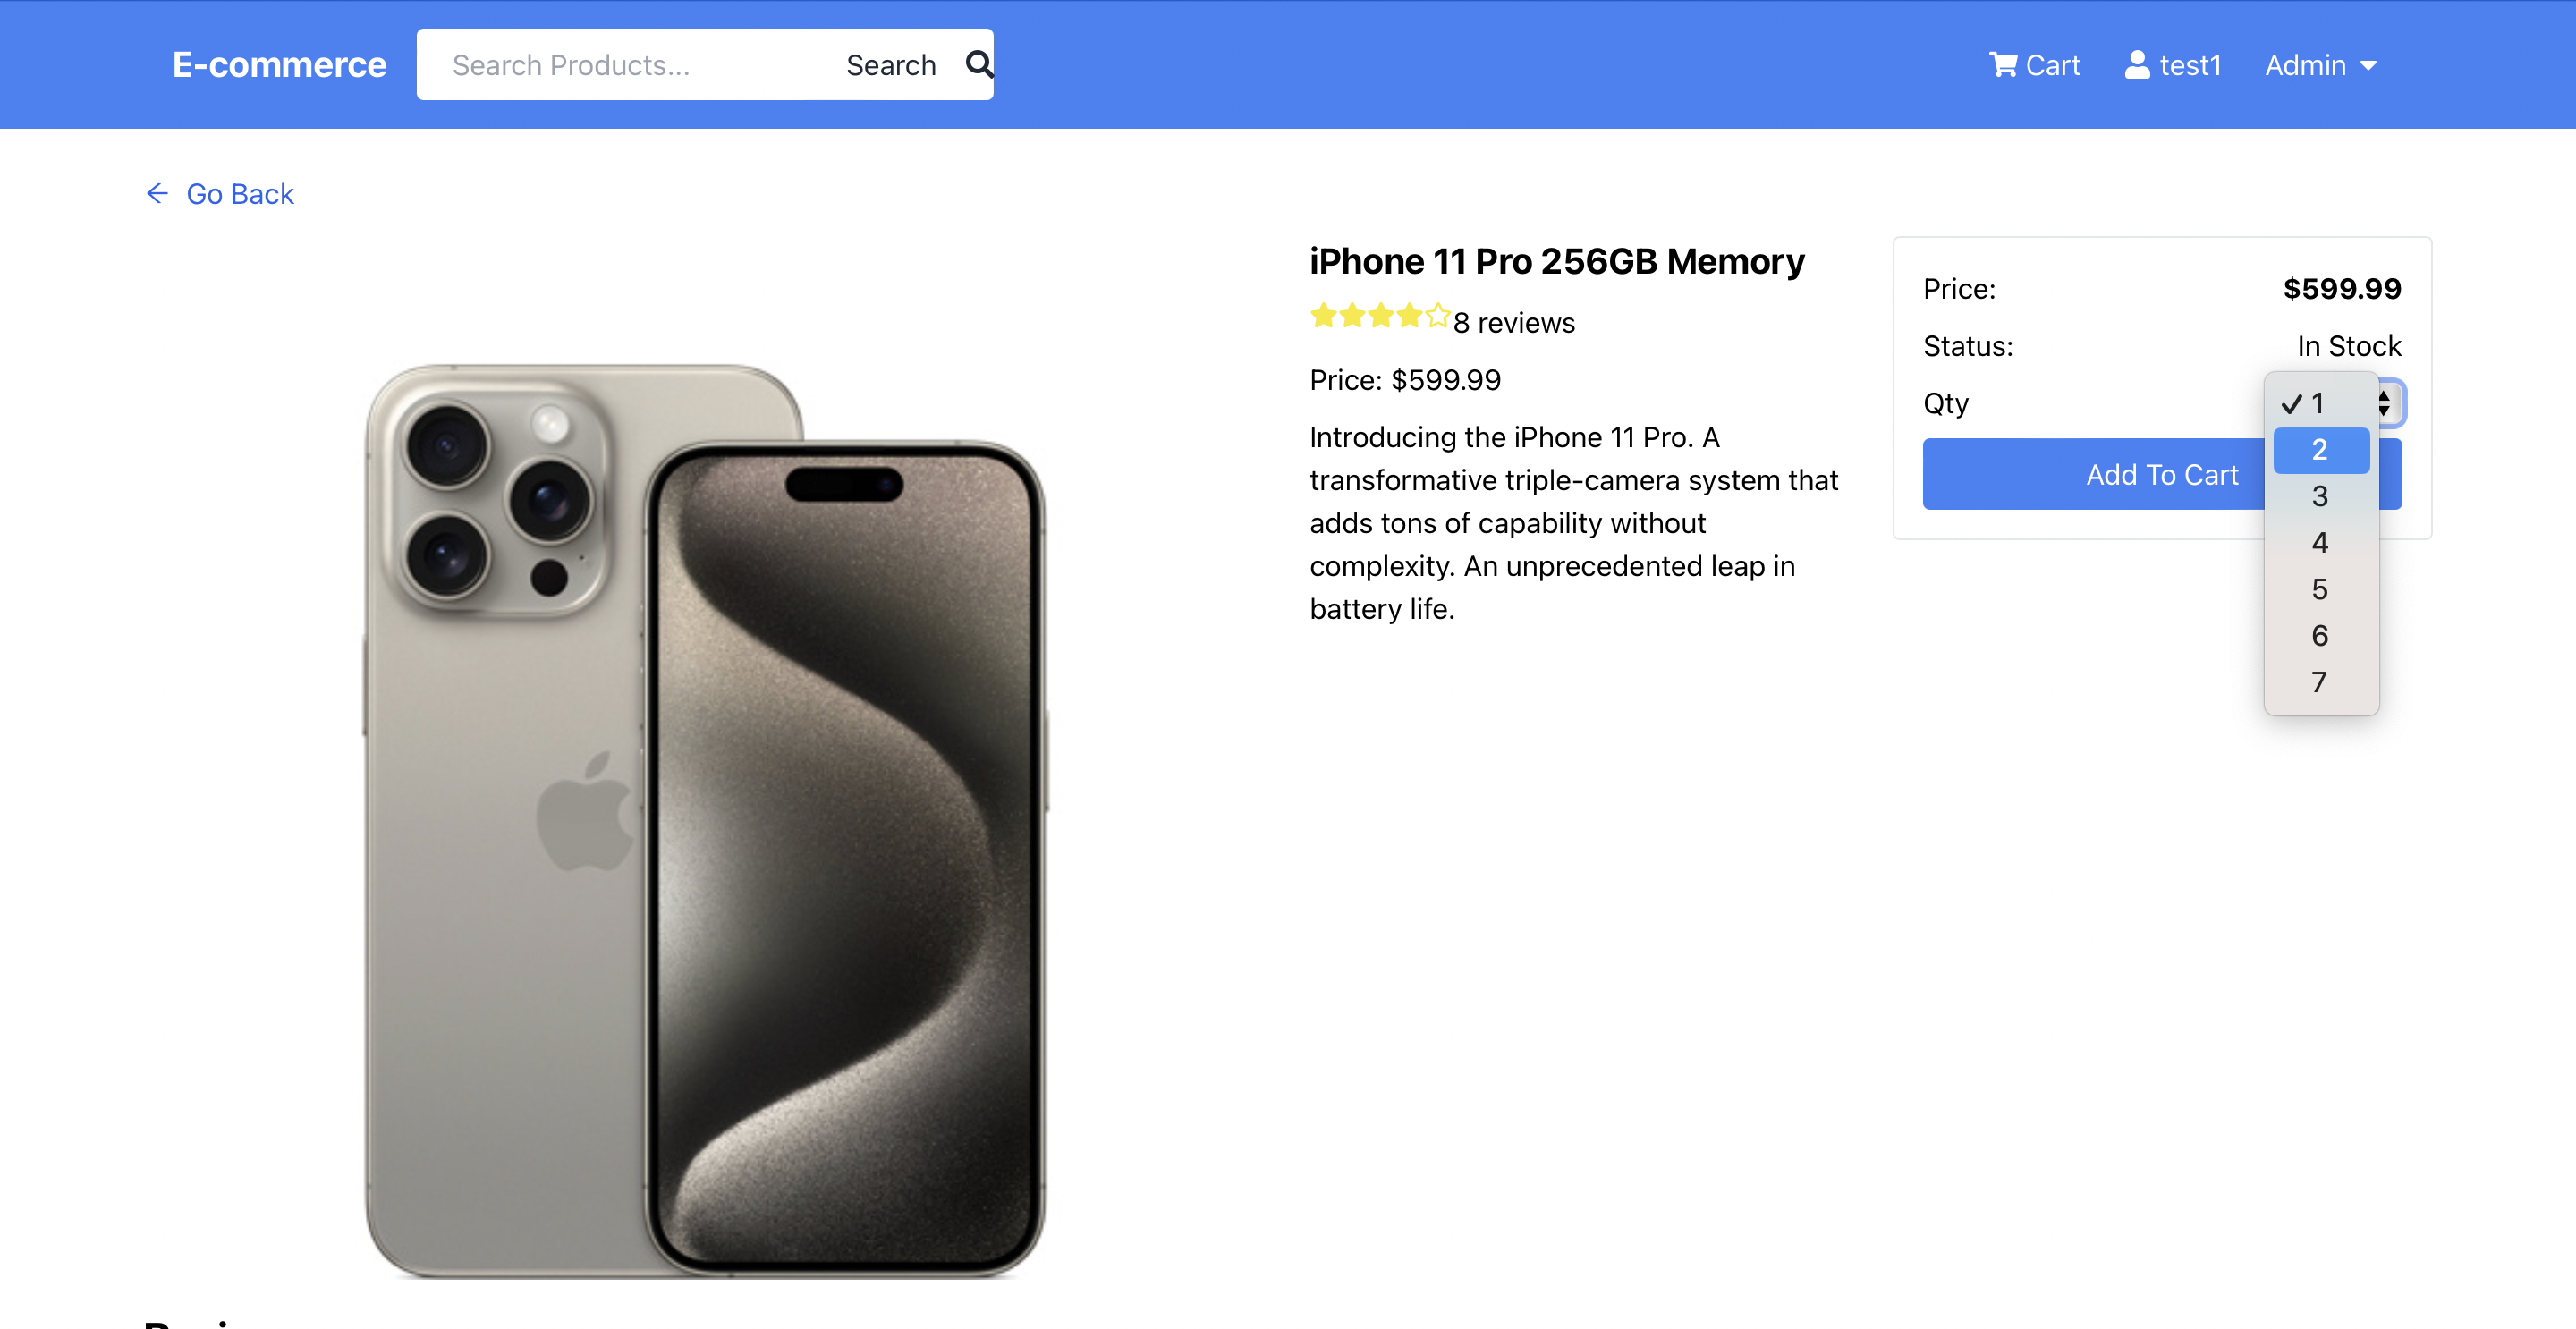 E-commerce
Search Products...
Search
Cart
test1
Admin
Go Back
iPhone 11 Pro 256GB Memory
8 reviews
Price: $599.99
Introducing the iPhone 11 Pro. A
transformative triple-camera system that
adds tons of capability without
complexity. An unprecedented leap in
battery life.
Price:
$599.99
Status:
In Stock
Qty
1
2
3
4
5
6
7
Add To Cart